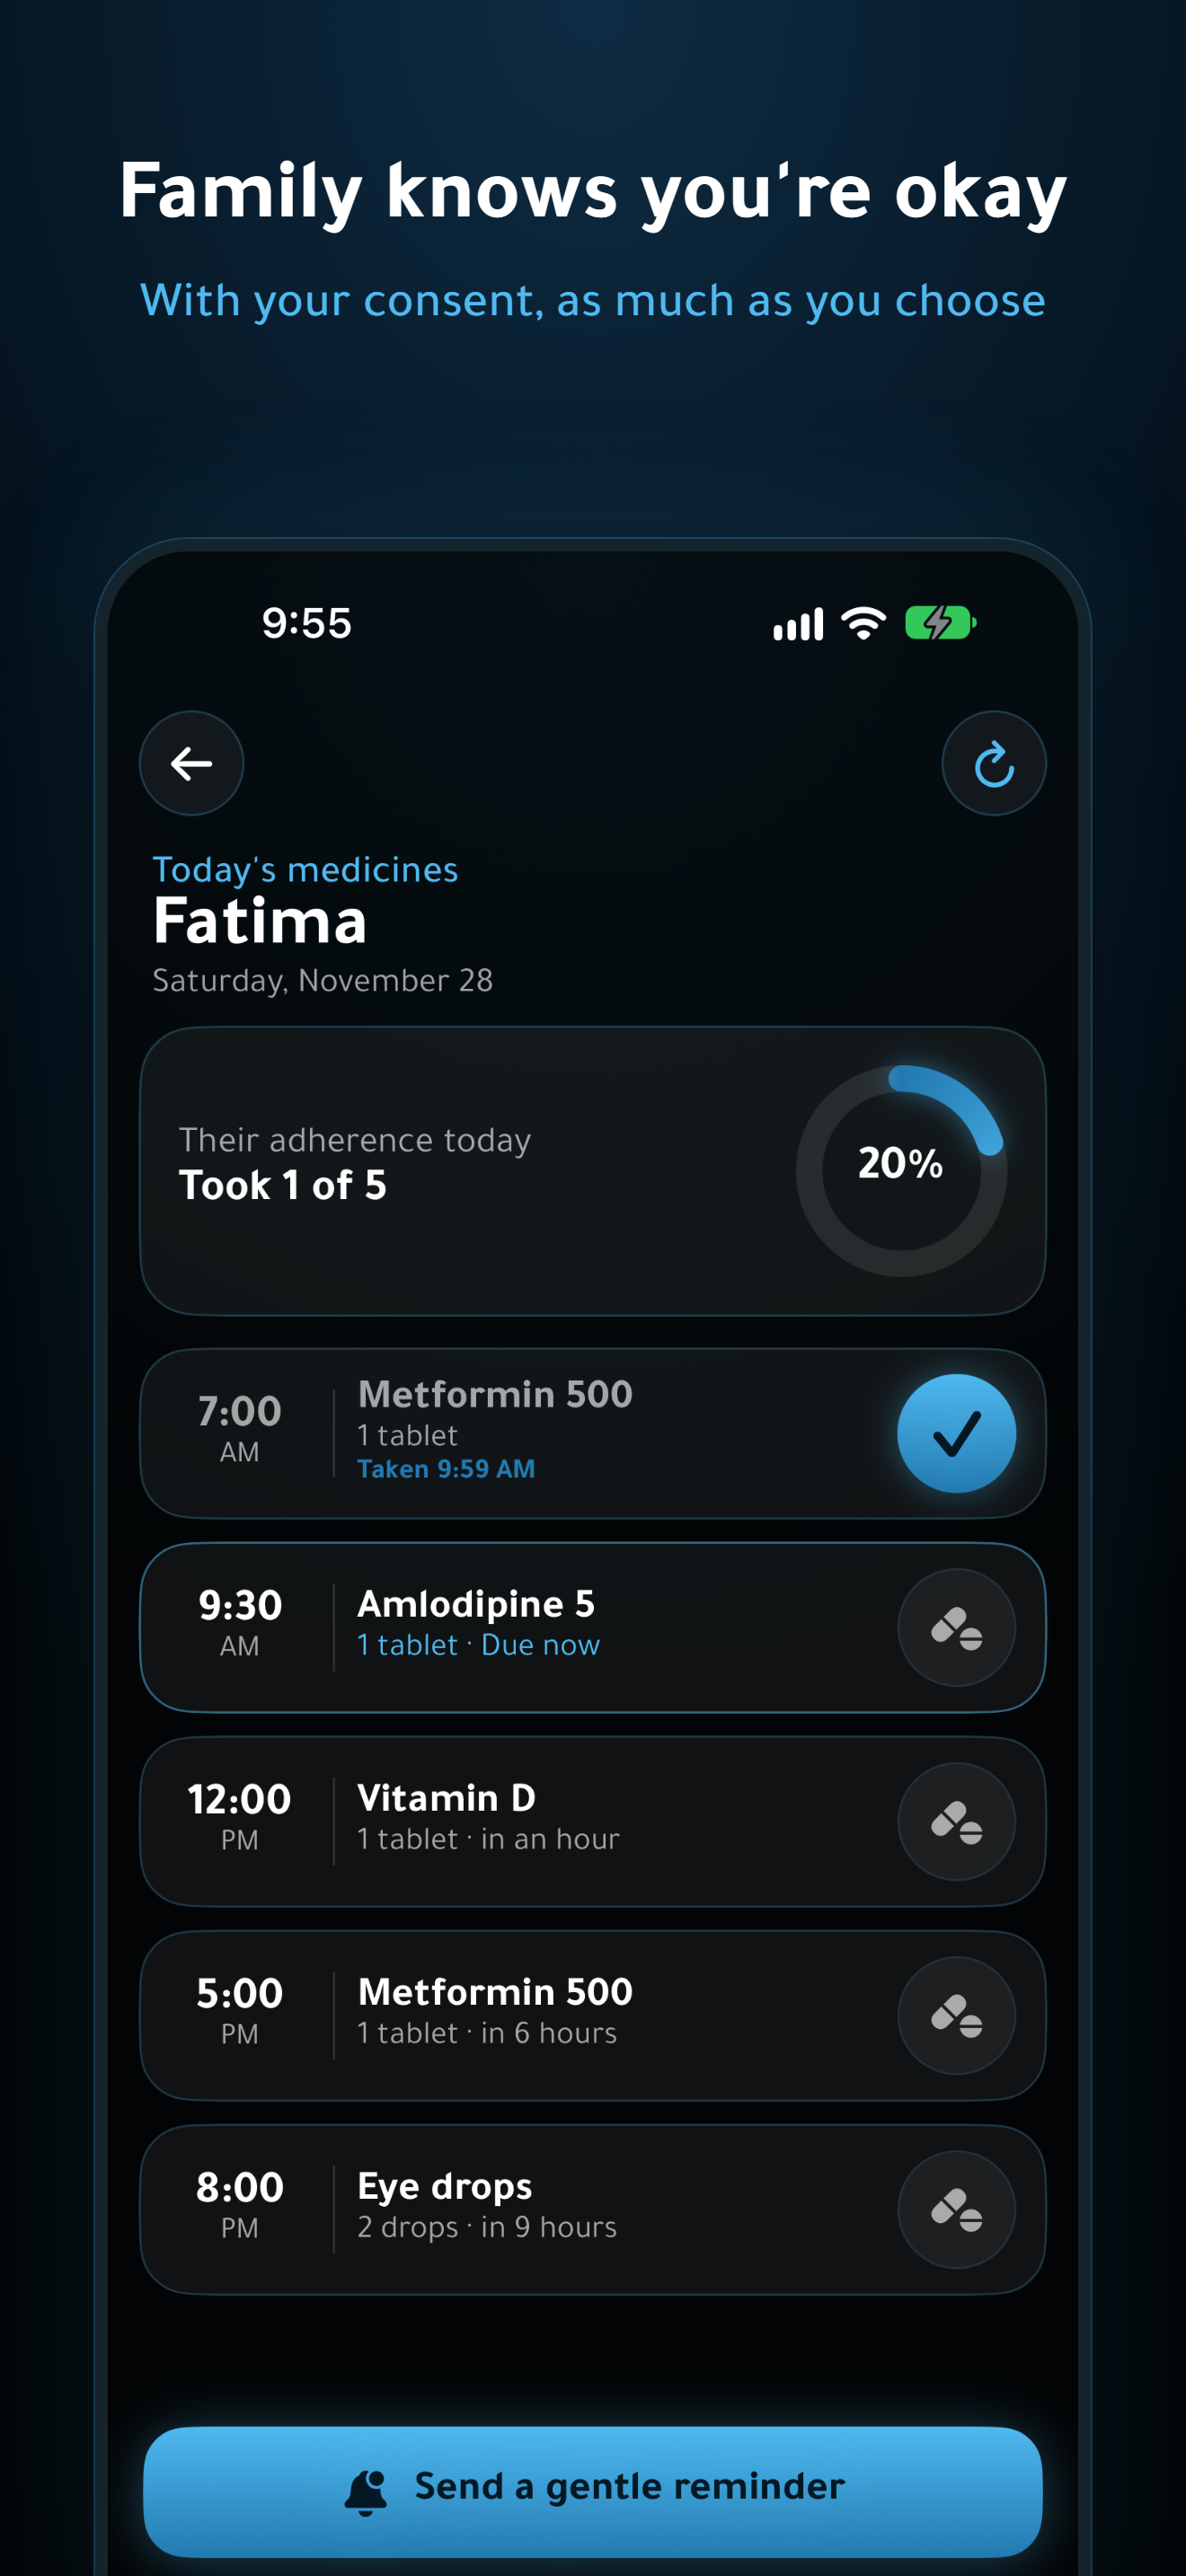 Family knows you're okay
With your consent, as much as you choose
9:55
Today's medicines
Fatima
Saturday, November 28
Their adherence today
Took 1 of 5
20%
7:00
AM
Metformin 500
1 tablet
Taken 9:59 AM
9:30
AM
Amlodipine 5
1 tablet · Due now
12:00
PM
Vitamin D
1 tablet · in an hour
5:00
PM
Metformin 500
1 tablet · in 6 hours
8:00
PM
Eye drops
2 drops · in 9 hours
Send a gentle reminder